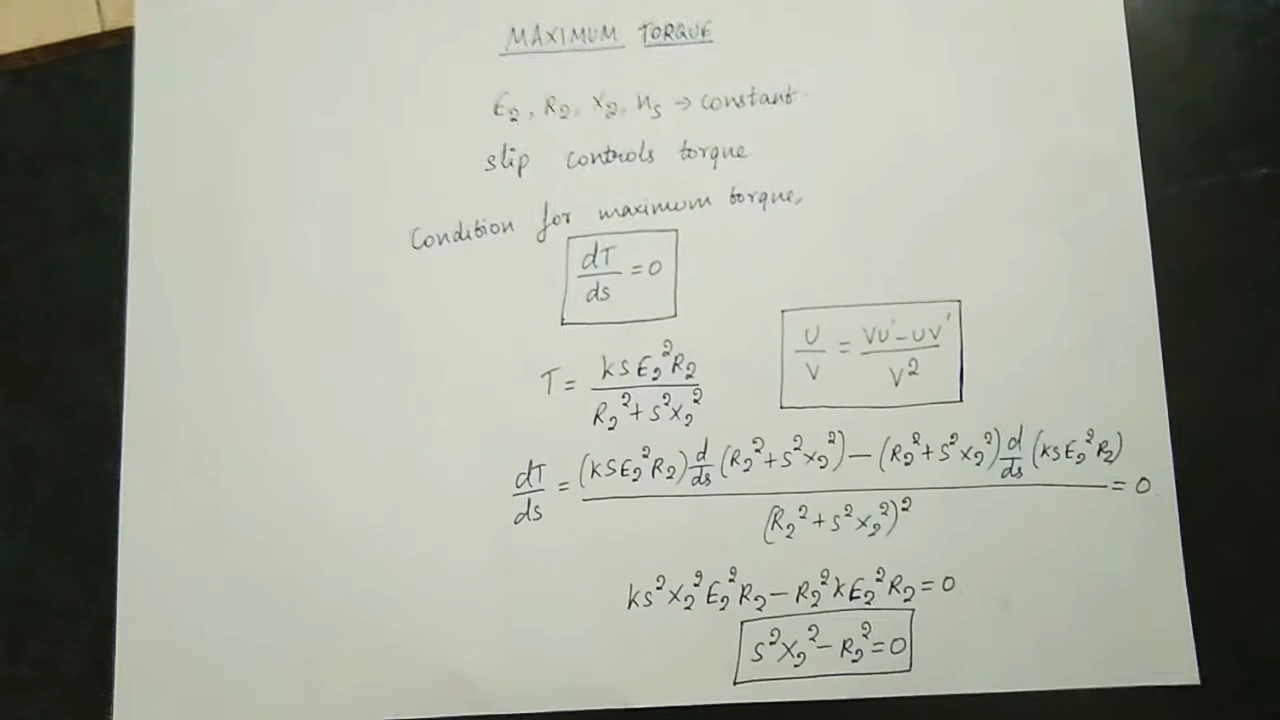 MAXIMUM TORQUE
E₂, R₂, X₂, nₛ → constant.
slip controls torque
Condition for maximum torque,
dT/ds = 0
T = KSE₂²R₂ / R₂²+S²X₂²
U/V = VU'-UV' / V²
dT/ds = (KSE₂²R₂) d/ds (R₂²+S²X₂²) - (R₂²+S²X₂²) d/ds (KSE₂²R₂) / (R₂²+S²X₂²)² = 0
KS²X₂²E₂²R₂ - R₂²KE₂²R₂ = 0
S²X₂² - R₂² = 0